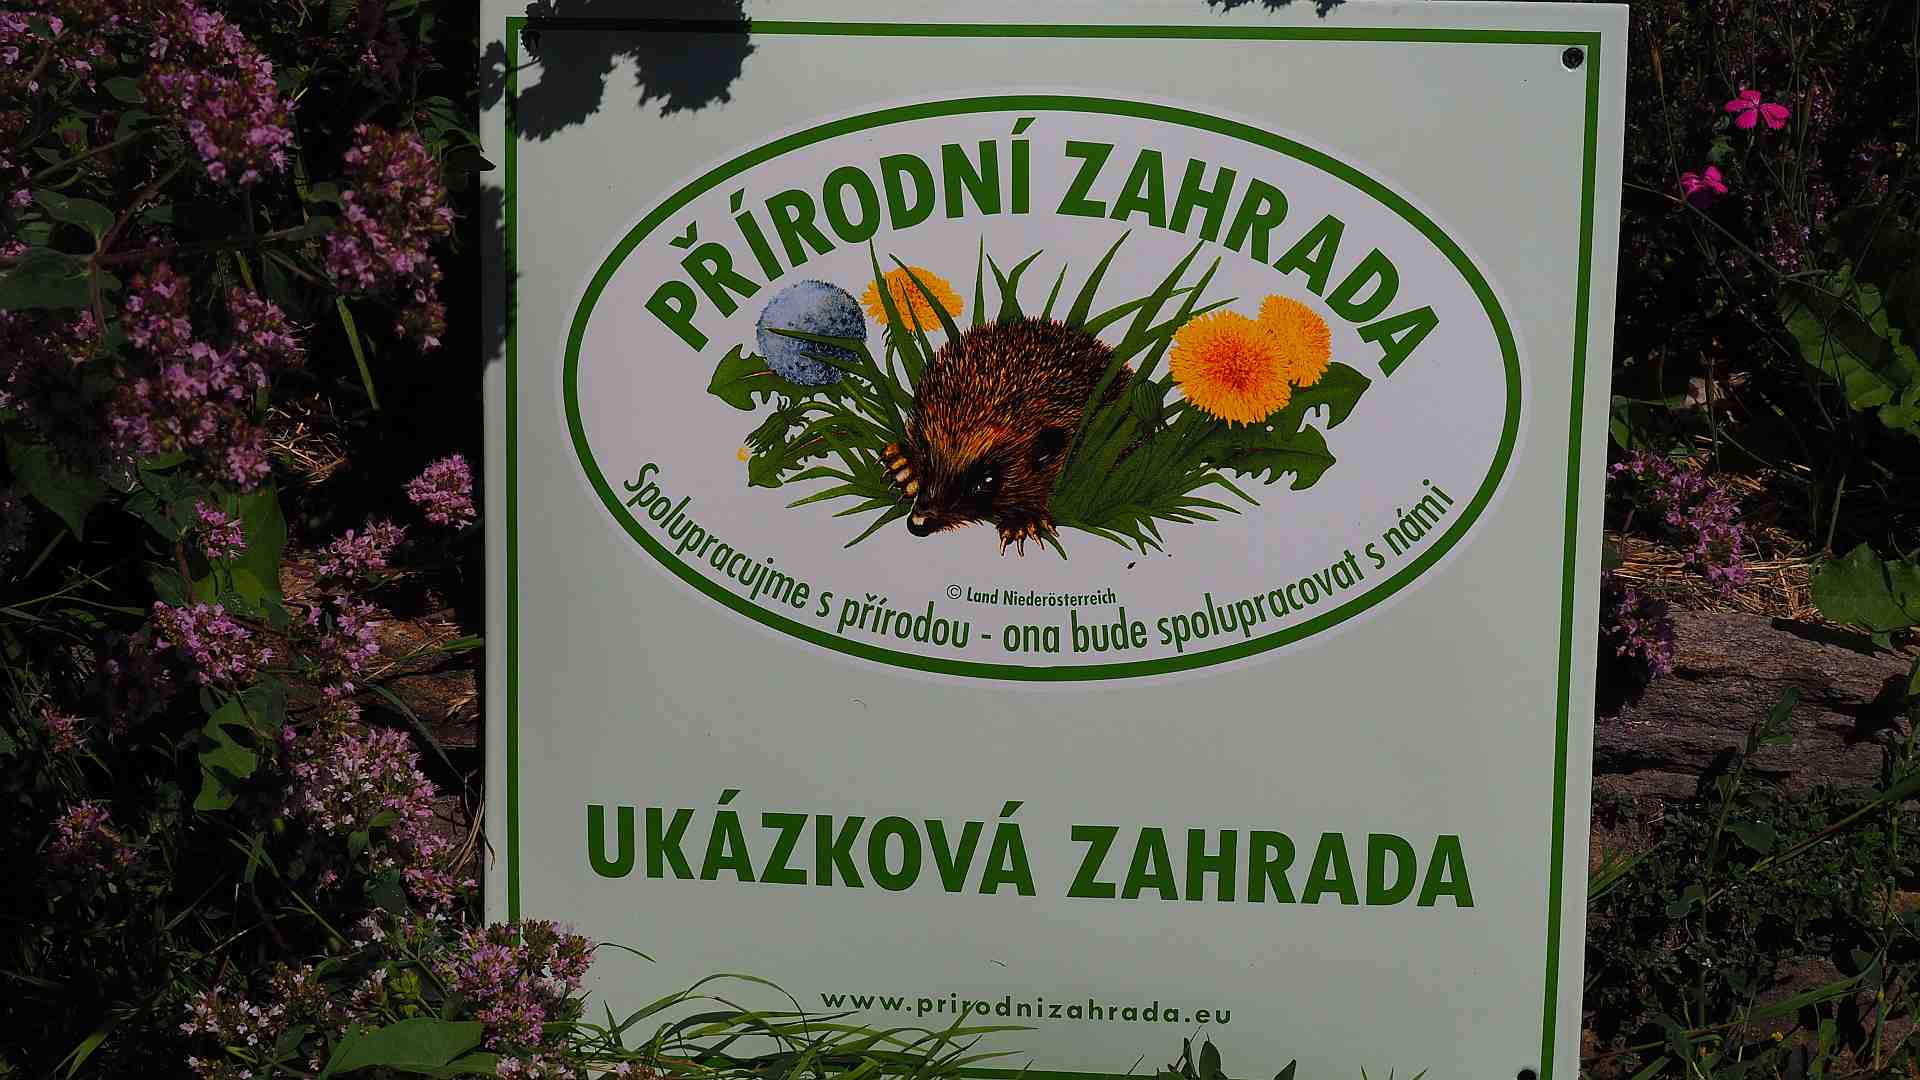 PŘÍRODNÍ ZAHRADA
© Land Niederösterreich
Spolupracujme s přírodou - ona bude spolupracovat s námi
UKÁZKOVÁ ZAHRADA
www.prirodnizahrada.eu